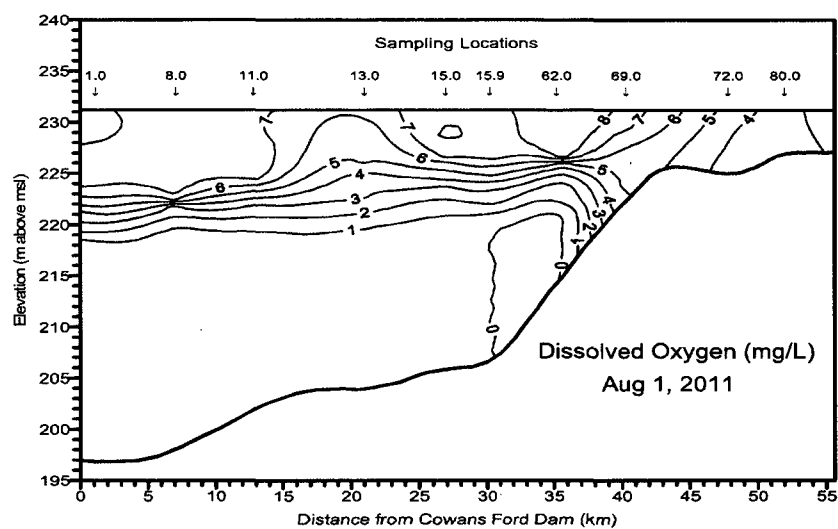 240
Sampling Locations
235
1.0 8.0 11.0 13.0 15.0 15.9 62.0 69.0 72.0 80.0
230
7 7 8 7 6 5 4
225
6 5 4 6 5
220
3 2 1 4 3 2 1
215
0
210
0
205
200
195
Elevation (m above msl)
Dissolved Oxygen (mg/L)
Aug 1, 2011
0 5 10 15 20 25 30 35 40 45 50 55
Distance from Cowans Ford Dam (km)